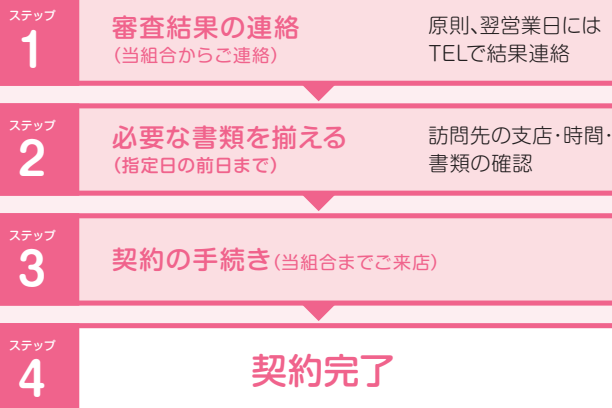 ステップ
1
審査結果の連絡
(当組合からご連絡)
原則、翌営業日には
TELで結果連絡
ステップ
2
必要な書類を揃える
(指定日の前日まで)
訪問先の支店・時間・
書類の確認
ステップ
3
契約の手続き(当組合までご来店)
ステップ
4
契約完了